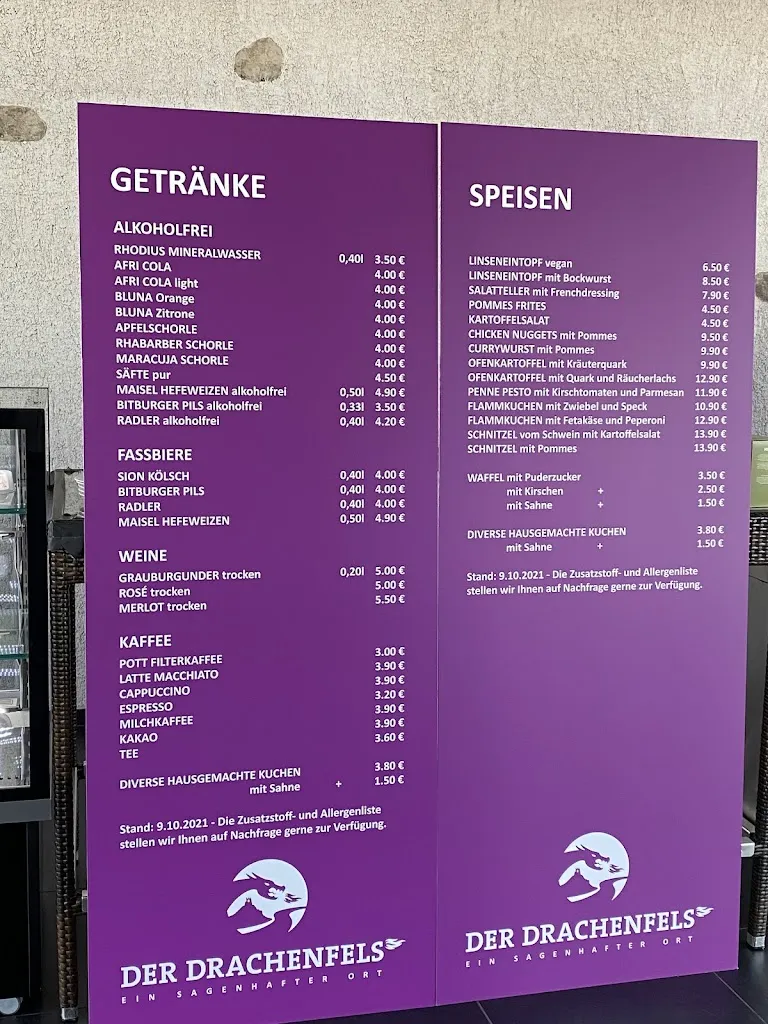 GETRÄNKE
ALKOHOLFREI
RHODIUS MINERALWASSER 0,40l 3.50 €
AFRI COLA 4.00 €
AFRI COLA light 4.00 €
BLUNA Orange 4.00 €
BLUNA Zitrone 4.00 €
APFELSCHORLE 4.00 €
RHABARBER SCHORLE 4.00 €
MARACUJA SCHORLE 4.00 €
SÄFTE pur 4.50 €
MAISEL HEFEWEIZEN alkoholfrei 0,50l 4.90 €
BITBURGER PILS alkoholfrei 0,33l 3.50 €
RADLER alkoholfrei 0,40l 4.20 €
FASSBIERE
SION KÖLSCH 0,40l 4.00 €
BITBURGER PILS 0,40l 4.00 €
RADLER 0,40l 4.00 €
MAISEL HEFEWEIZEN 0,50l 4.90 €
WEINE
GRAUBURGUNDER trocken 0,20l 5.00 €
ROSÉ trocken 5.00 €
MERLOT trocken 5.50 €
KAFFEE
POTT FILTERKAFFEE 3.00 €
LATTE MACCHIATO 3.90 €
CAPPUCCINO 3.90 €
ESPRESSO 3.20 €
MILCHKAFFEE 3.90 €
KAKAO 3.90 €
TEE 3.60 €
DIVERSE HAUSGEMACHTE KUCHEN 3.80 €
mit Sahne + 1.50 €
Stand: 9.10.2021 - Die Zusatzstoff- und Allergenliste
stellen wir Ihnen auf Nachfrage gerne zur Verfügung.
DER DRACHENFELS
EIN SAGENHAFTER ORT
SPEISEN
LINSENEINTOPF vegan 6.50 €
LINSENEINTOPF mit Bockwurst 8.50 €
SALATTELLER mit Frenchdressing 7.90 €
POMMES FRITES 4.50 €
KARTOFFELSALAT 4.50 €
CHICKEN NUGGETS mit Pommes 9.50 €
CURRYWURST mit Pommes 9.90 €
OFENKARTOFFEL mit Kräuterquark 9.90 €
OFENKARTOFFEL mit Quark und Räucherlachs 12.90 €
PENNE PESTO mit Kirschtomaten und Parmesan 11.90 €
FLAMMKUCHEN mit Zwiebel und Speck 10.90 €
FLAMMKUCHEN mit Fetakäse und Peperoni 12.90 €
SCHNITZEL vom Schwein mit Kartoffelsalat 13.90 €
SCHNITZEL mit Pommes 13.90 €
WAFFEL mit Puderzucker 3.50 €
mit Kirschen + 2.50 €
mit Sahne + 1.50 €
DIVERSE HAUSGEMACHTE KUCHEN 3.80 €
mit Sahne + 1.50 €
Stand: 9.10.2021 - Die Zusatzstoff- und Allergenliste
stellen wir Ihnen auf Nachfrage gerne zur Verfügung.
DER DRACHENFELS
EIN SAGENHAFTER ORT